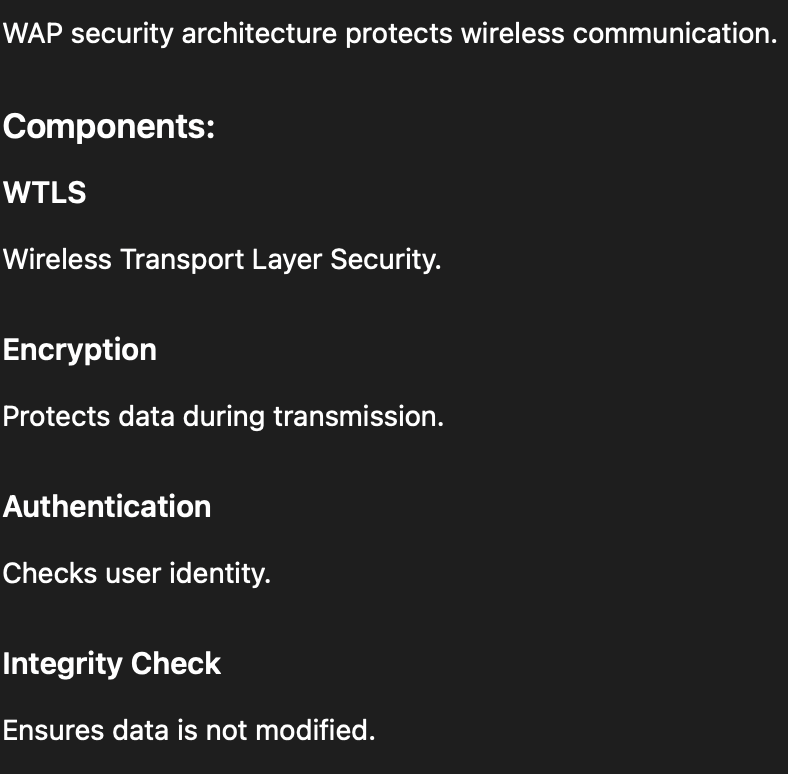 WAP security architecture protects wireless communication.
Components:
WTLS
Wireless Transport Layer Security.
Encryption
Protects data during transmission.
Authentication
Checks user identity.
Integrity Check
Ensures data is not modified.